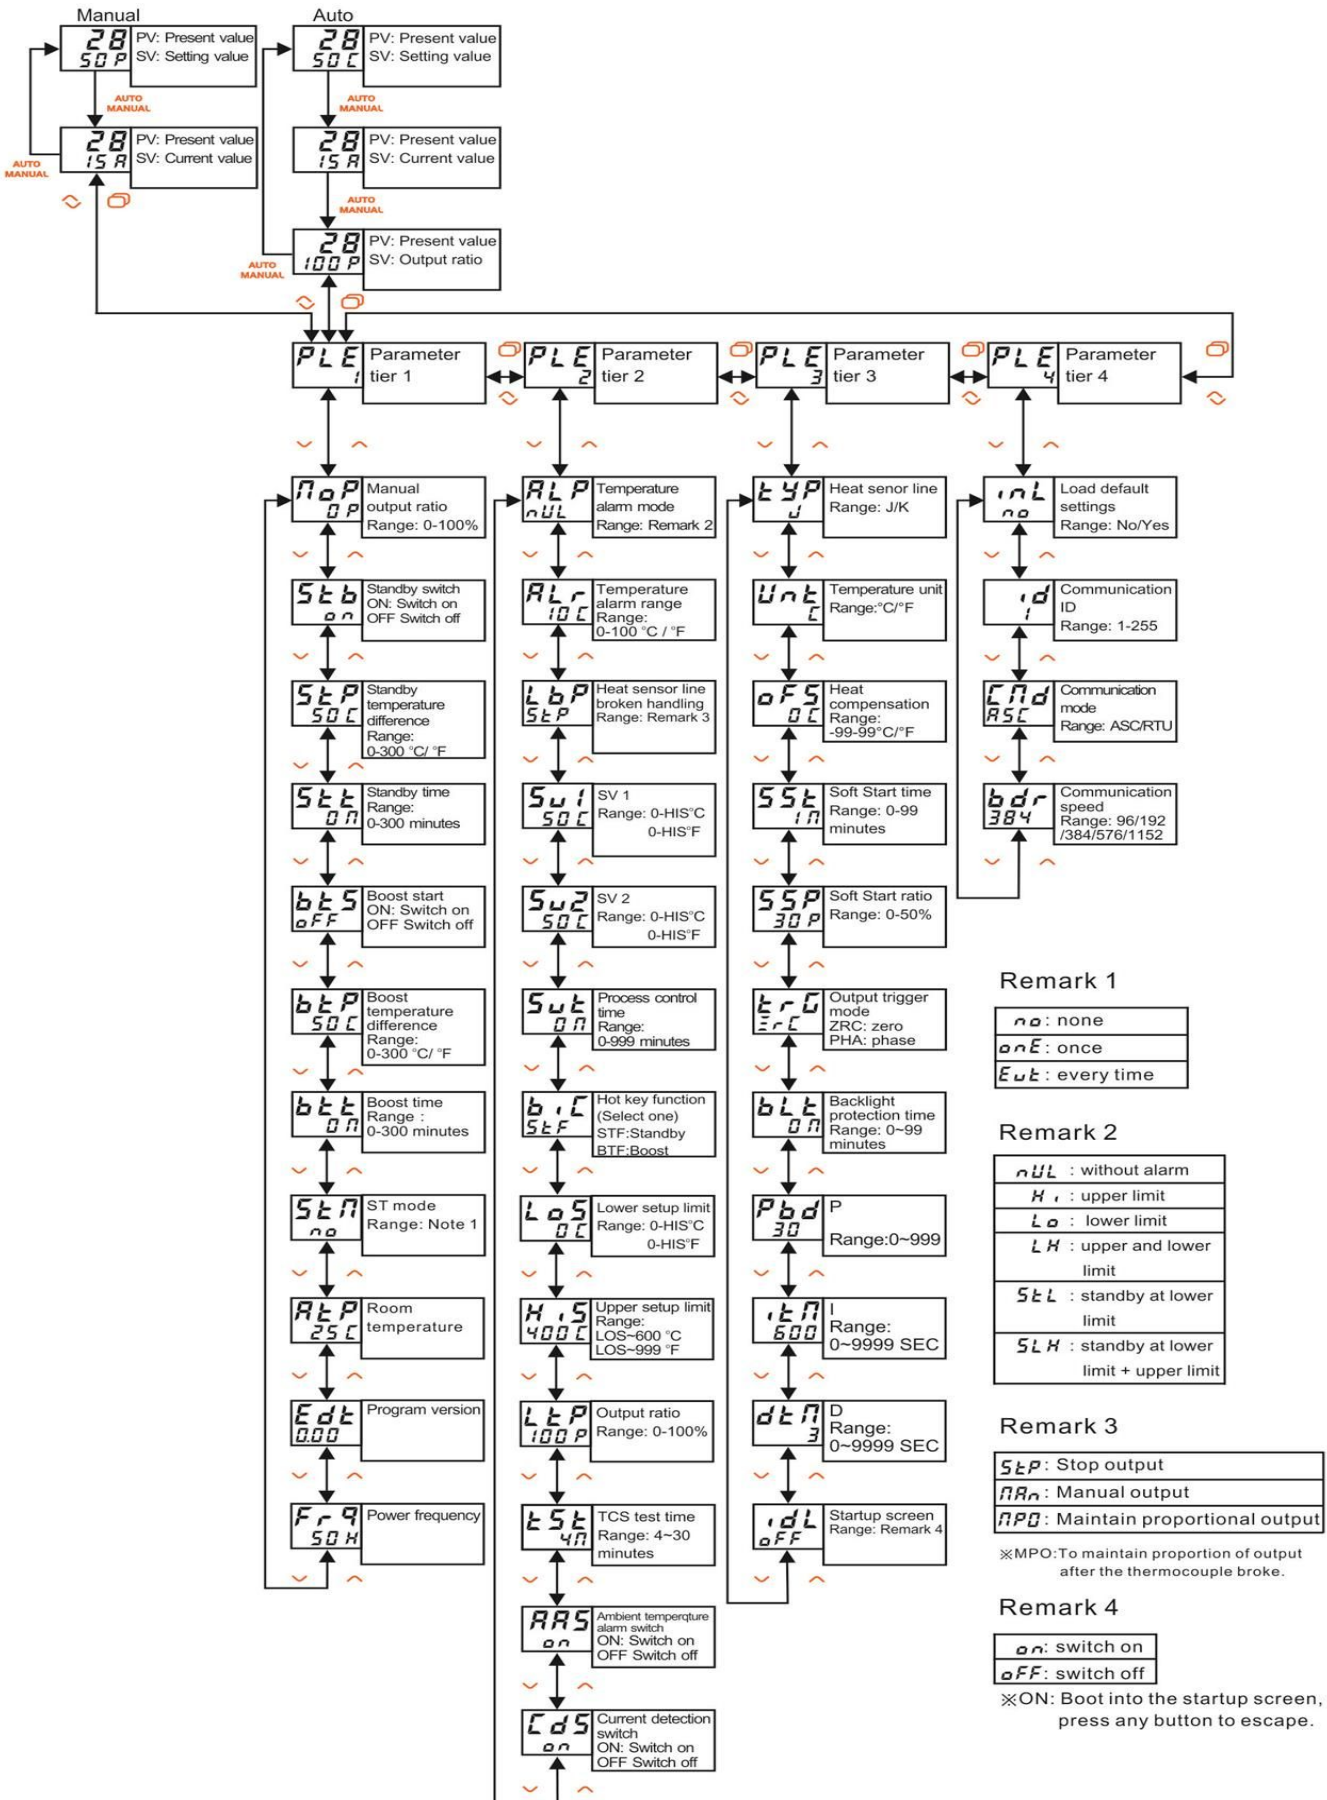 Manual
28
50P
PV: Present value
SV: Setting value
AUTO
MANUAL
28
15A
PV: Present value
SV: Current value
AUTO
MANUAL
Auto
28
50C
PV: Present value
SV: Setting value
AUTO
MANUAL
28
15A
PV: Present value
SV: Current value
AUTO
MANUAL
28
100P
PV: Present value
SV: Output ratio
AUTO
MANUAL
PLE
1
Parameter
tier 1
PLE
2
Parameter
tier 2
PLE
3
Parameter
tier 3
PLE
4
Parameter
tier 4
MoP
0P
Manual
output ratio
Range: 0-100%
Stb
on
Standby switch
ON: Switch on
OFF Switch off
StP
50C
Standby
temperature
difference
Range:
0-300 °C/ °F
Stt
0M
Standby time
Range:
0-300 minutes
btS
oFF
Boost start
ON: Switch on
OFF Switch off
btP
50C
Boost
temperature
difference
Range:
0-300 °C/ °F
btt
0M
Boost time
Range :
0-300 minutes
StM
no
ST mode
Range: Note 1
AtP
25C
Room
temperature
Edt
0.00
Program version
Frq
50H
Power frequency
ALP
nUL
Temperature
alarm mode
Range: Remark 2
ALr
10C
Temperature
alarm range
Range:
0-100 °C / °F
LbP
StP
Heat sensor line
broken handling
Range: Remark 3
Sv1
50C
SV 1
Range: 0-HIS°C
0-HIS°F
Sv2
50C
SV 2
Range: 0-HIS°C
0-HIS°F
Svt
0M
Process control
time
Range:
0-999 minutes
biC
StF
Hot key function
(Select one)
STF:Standby
BTF:Boost
LoS
0C
Lower setup limit
Range: 0-HIS°C
0-HIS°F
HiS
400C
Upper setup limit
Range:
LOS~600 °C
LOS~999 °F
LtP
100P
Output ratio
Range: 0-100%
tSt
4M
TCS test time
Range: 4~30
minutes
AAS
on
Ambient temperqture
alarm switch
ON: Switch on
OFF Switch off
CdS
on
Current detection
switch
ON: Switch on
OFF Switch off
tYP
J
Heat senor line
Range: J/K
Unt
C
Temperature unit
Range:°C/°F
oFS
0C
Heat
compensation
Range:
-99-99°C/°F
SSt
1M
Soft Start time
Range: 0-99
minutes
SSP
30P
Soft Start ratio
Range: 0-50%
trG
ZrC
Output trigger
mode
ZRC: zero
PHA: phase
bLt
0M
Backlight
protection time
Range: 0~99
minutes
Pbd
30
P
Range:0~999
itM
600
I
Range:
0~9999 SEC
dtM
3
D
Range:
0~9999 SEC
idL
oFF
Startup screen
Range: Remark 4
inL
no
Load default
settings
Range: No/Yes
id
1
Communication
ID
Range: 1-255
CMd
ASC
Communication
mode
Range: ASC/RTU
bdr
384
Communication
speed
Range: 96/192
/384/576/1152
Remark 1
no: none
onE: once
Evt: every time
Remark 2
nUL : without alarm
Hi : upper limit
Lo : lower limit
LH : upper and lower
limit
StL : standby at lower
limit
SLH : standby at lower
limit + upper limit
Remark 3
StP: Stop output
MAn: Manual output
MPO: Maintain proportional output
※MPO:To maintain proportion of output
after the thermocouple broke.
Remark 4
on: switch on
oFF: switch off
※ON: Boot into the startup screen,
press any button to escape.